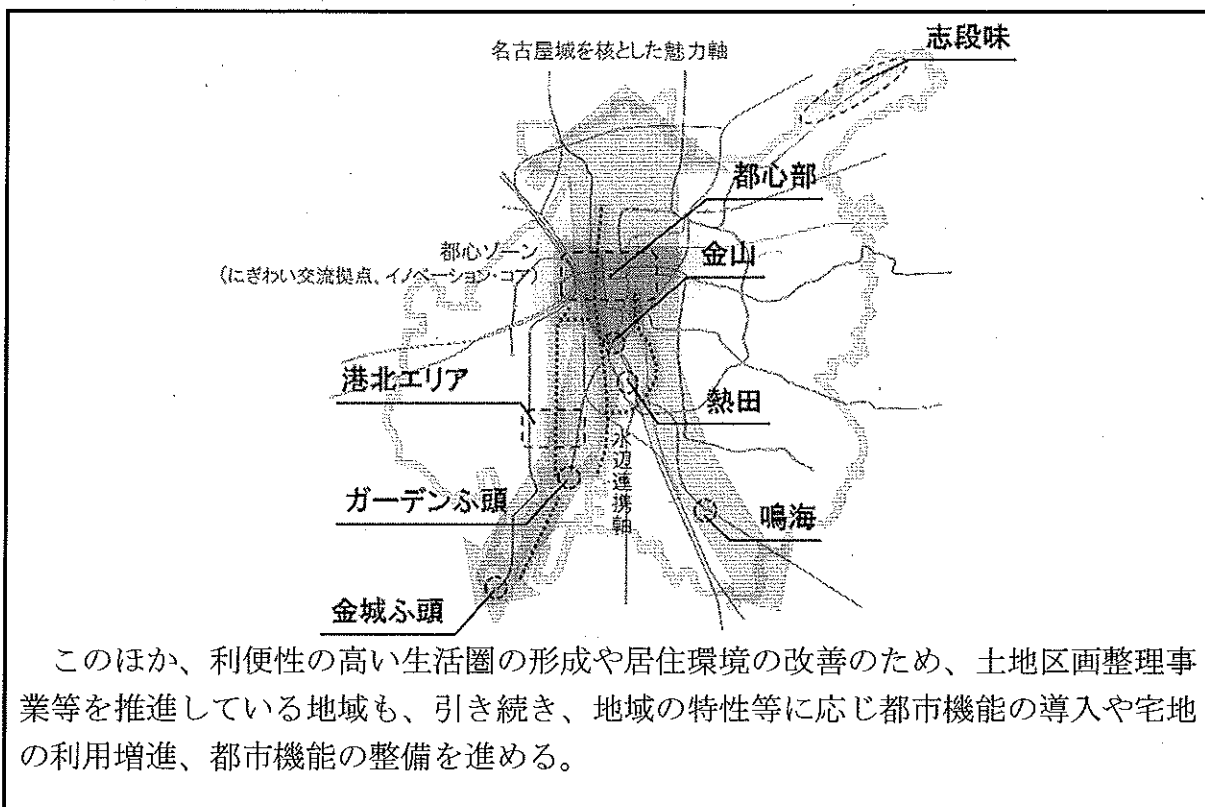 名古屋城を核とした魅力軸
志段味
都心部
金山
都心ゾーン
(にぎわい交流拠点、イノベーション・コア)
港北エリア
熱田
水辺連携軸
ガーデンふ頭
鳴海
金城ふ頭
このほか、利便性の高い生活圏の形成や居住環境の改善のため、土地区画整理事
業等を推進している地域も、引き続き、地域の特性等に応じ都市機能の導入や宅地
の利用増進、都市機能の整備を進める。